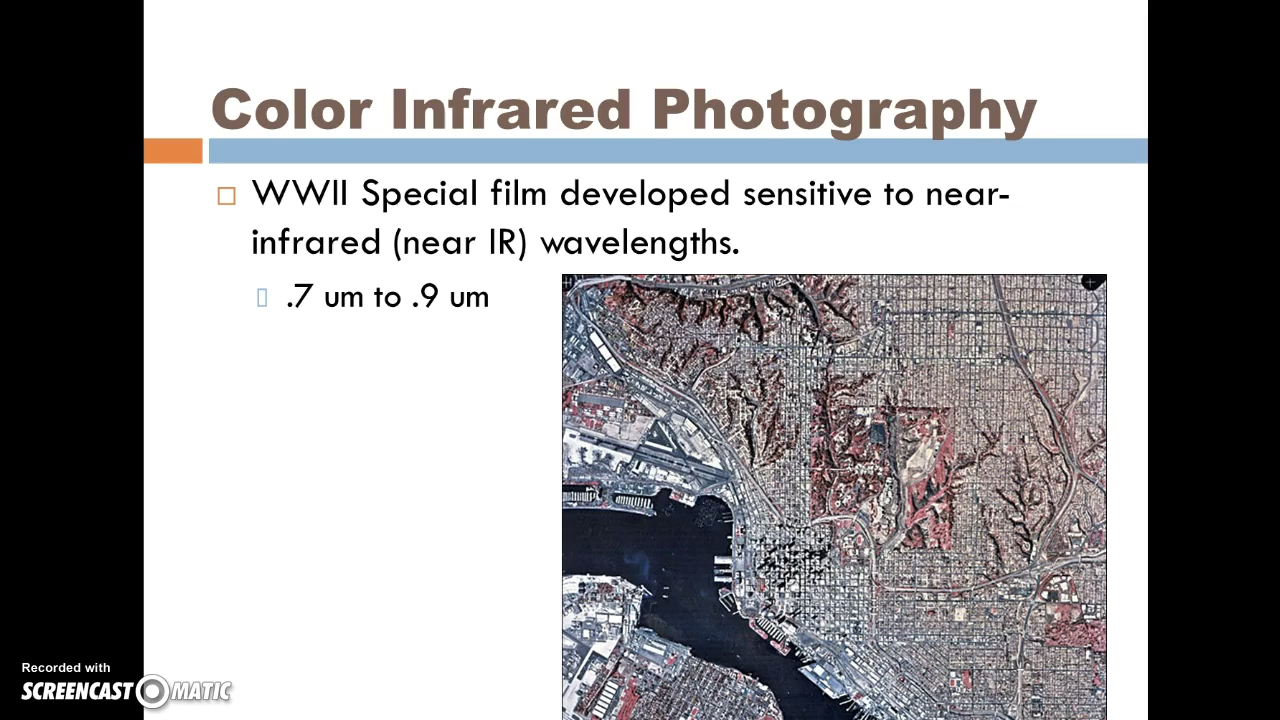 Color Infrared Photography
WWII Special film developed sensitive to near-
infrared (near IR) wavelengths.
.7 um to .9 um
Recorded with
SCREENCAST MATIC